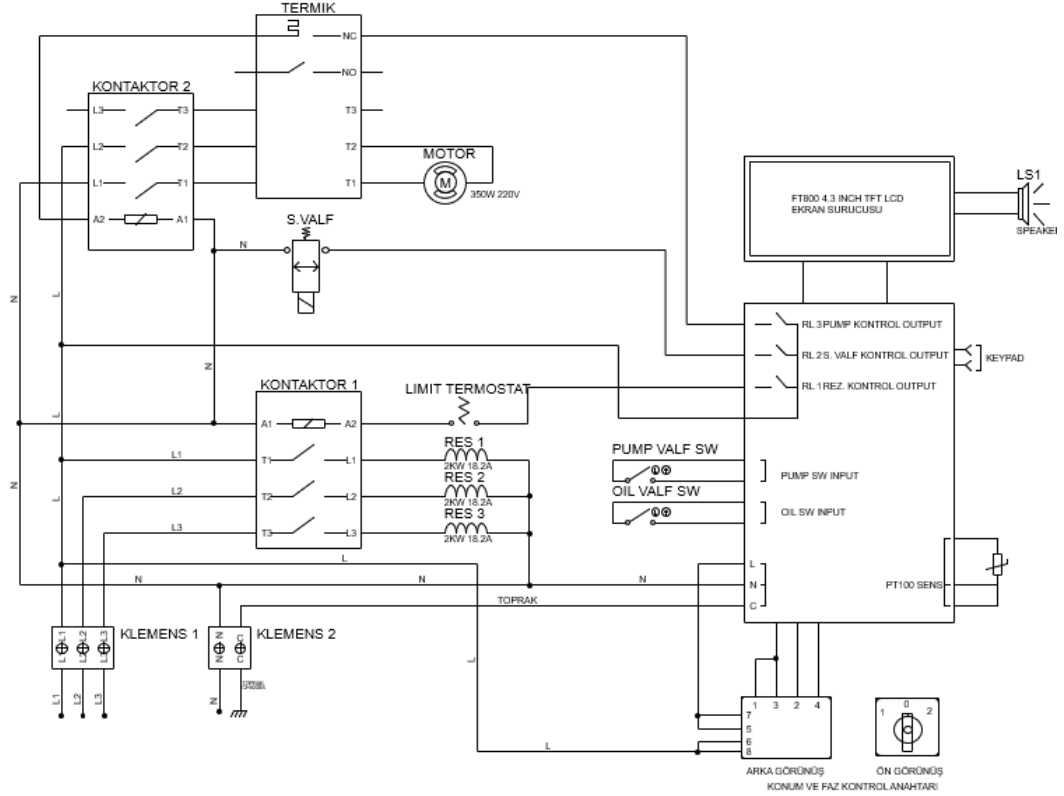 TERMIK
NC
NO
T3
T2
T1
KONTAKTOR 2
L3
T3
L2
T2
L1
T1
A2
A1
MOTOR
M
350W 220V
S.VALF
N
FT800 4.3 INCH TFT LCD
EKRAN SURUCUSU
LS1
SPEAKER
N
L
N
RL 3 PUMP KONTROL OUTPUT
RL 2 S. VALF KONTROL OUTPUT
RL 1 REZ. KONTROL OUTPUT
KEYPAD
KONTAKTOR 1
LIMIT TERMOSTAT
A1
A2
L
L1
T1
L1
RES 1
2KW 18.2A
L2
T2
L2
RES 2
2KW 18.2A
L3
T3
L3
RES 3
2KW 18.2A
N
L
PUMP VALF SW
PUMP SW INPUT
OIL VALF SW
OIL SW INPUT
L
N
N
N
L
N
C
PT100 SENS
TOPRAK
KLEMENS 1
L1
L2
L3
L1
L2
L3
L1
L2
L3
KLEMENS 2
N
C
N
C
N
TOPRAK
L
L
1
3
2
4
7
5
6
8
ARKA GÖRÜNÜŞ
1
0
2
ÖN GÖRÜNÜŞ
KONUM VE FAZ KONTROL ANAHTARI